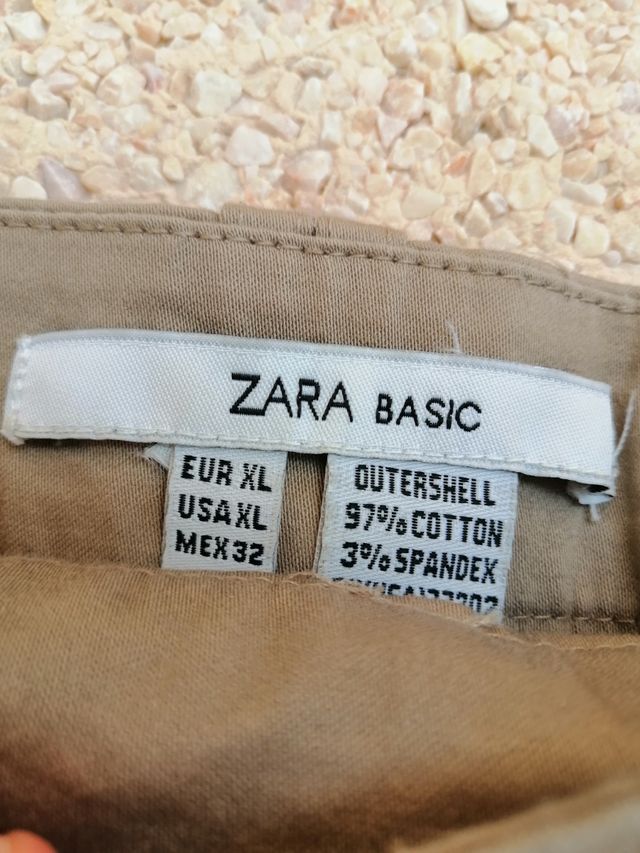 ZARA BASIC
EUR XL
USA XL
MEX 32
OUTERSHELL
97% COTTON
3% SPANDEX